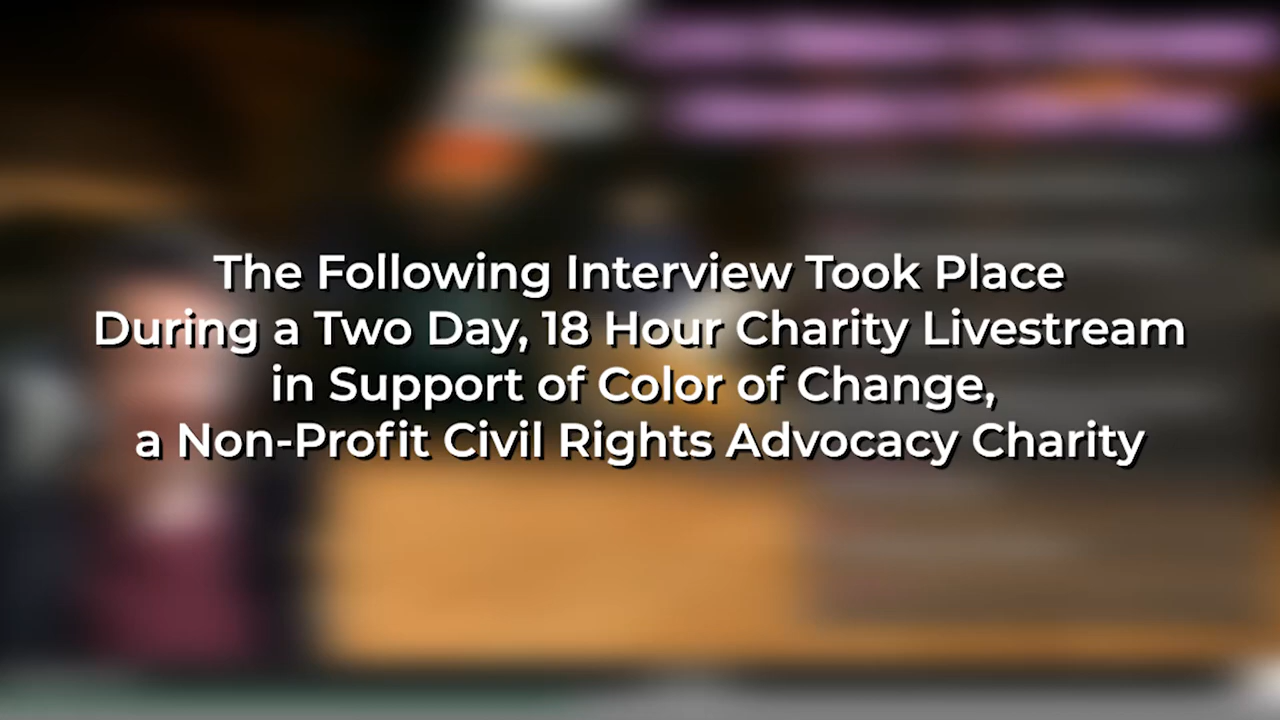 The Following Interview Took Place
During a Two Day, 18 Hour Charity Livestream
in Support of Color of Change,
a Non-Profit Civil Rights Advocacy Charity